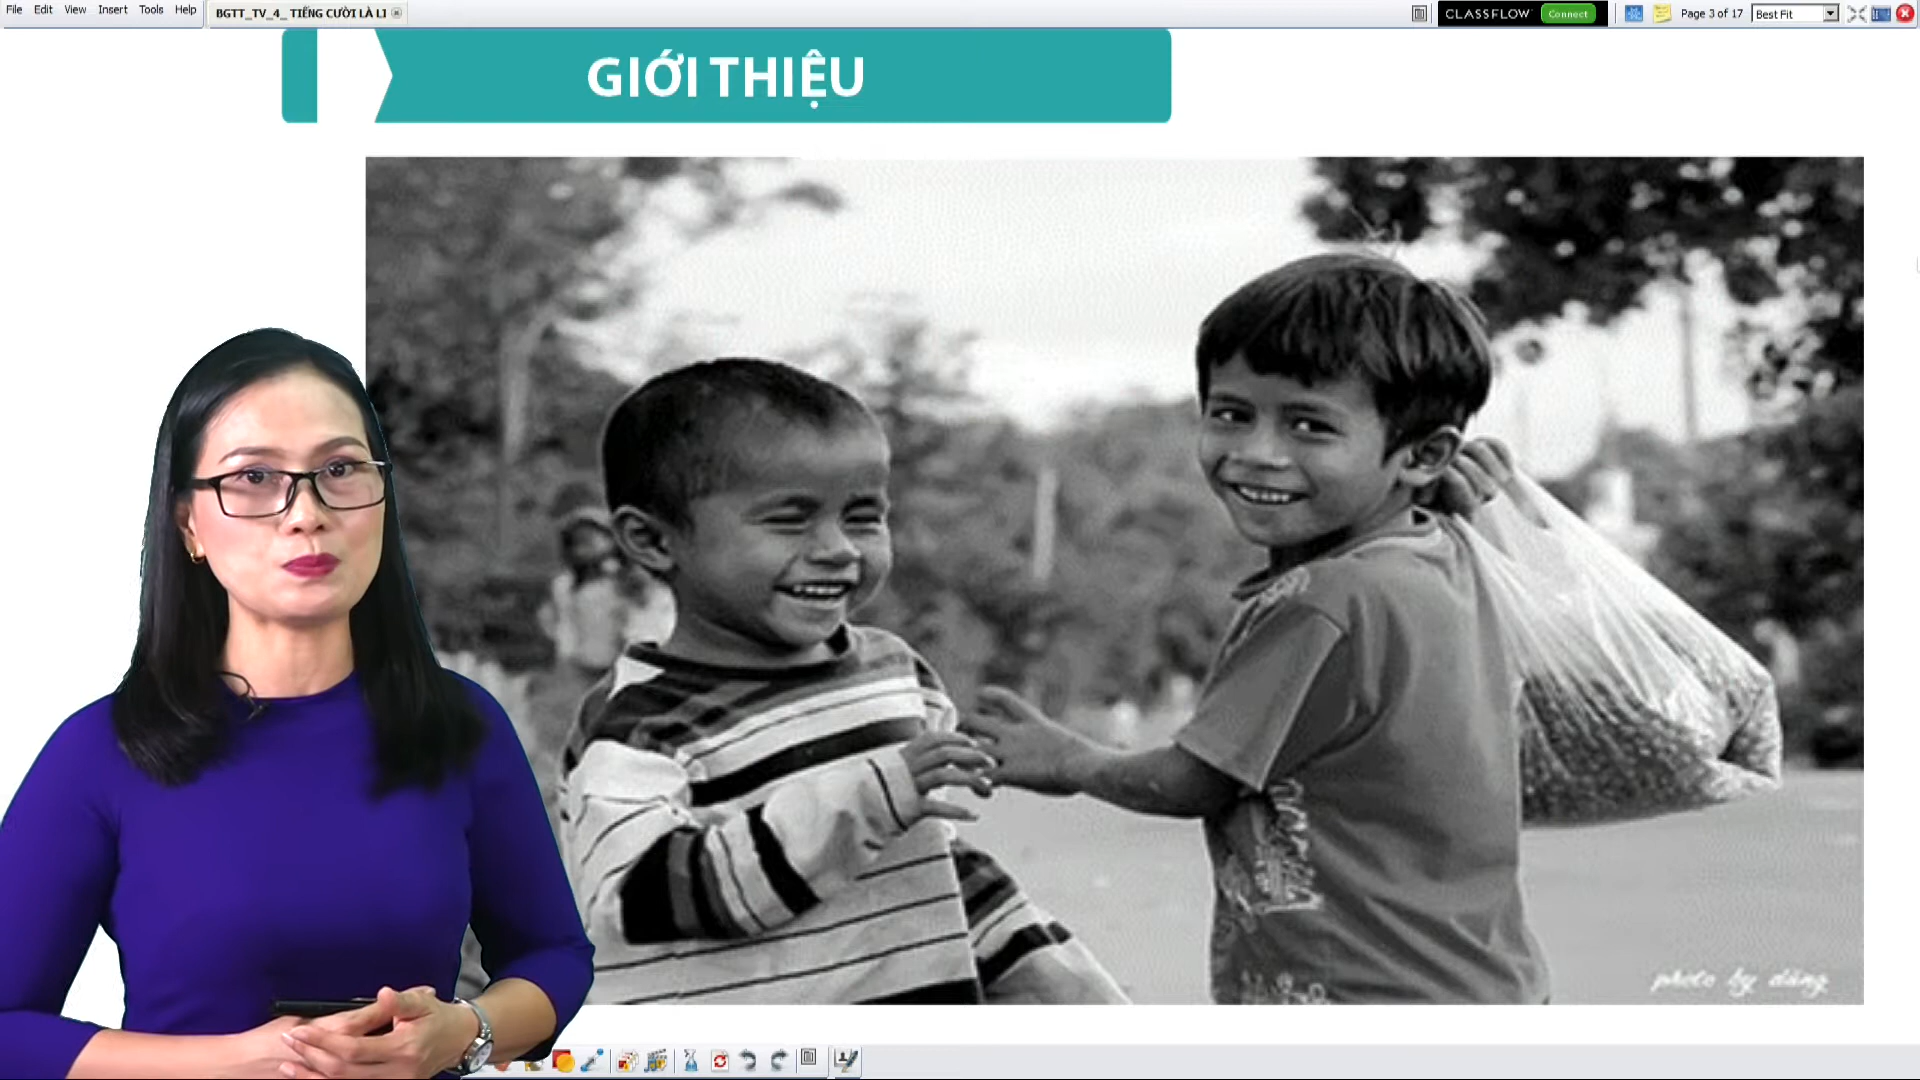 File Edit View Insert Tools Help
BGTT_TV_4_ TIẾNG CƯỜI LÀ LI
CLASSFLOW Connect
Page 3 of 17
Best Fit
GIỚI THIỆU
photo by dũng